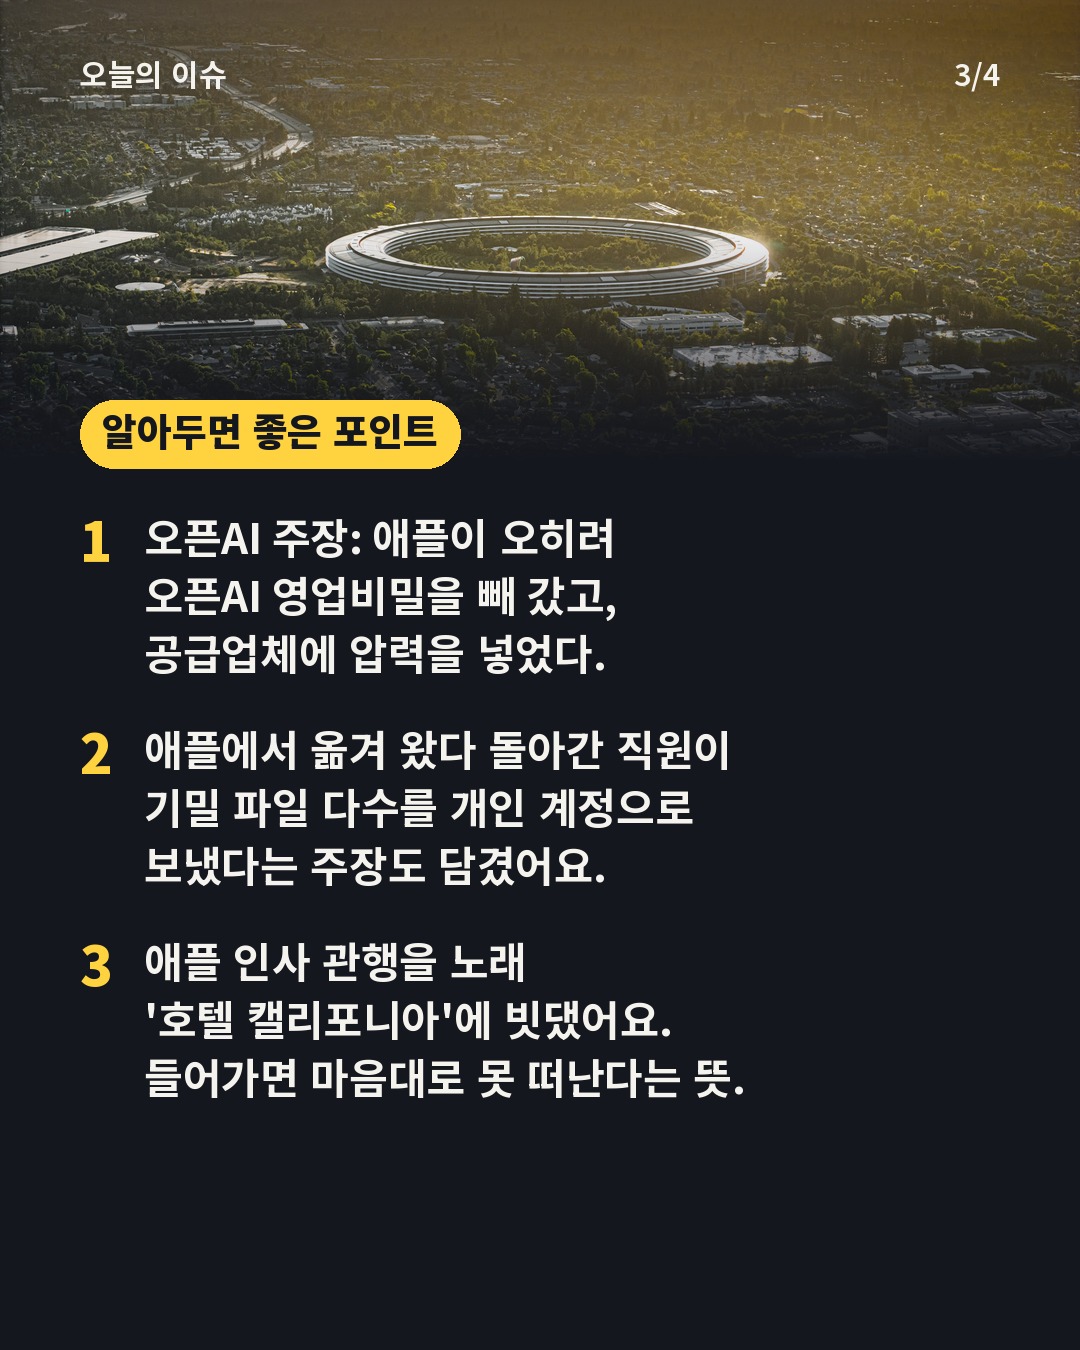 오늘의 이슈
3/4
알아두면 좋은 포인트
1 오픈AI 주장: 애플이 오히려
오픈AI 영업비밀을 빼 갔고,
공급업체에 압력을 넣었다.
2 애플에서 옮겨 왔다 돌아간 직원이
기밀 파일 다수를 개인 계정으로
보냈다는 주장도 담겼어요.
3 애플 인사 관행을 노래
'호텔 캘리포니아'에 빗댔어요.
들어가면 마음대로 못 떠난다는 뜻.